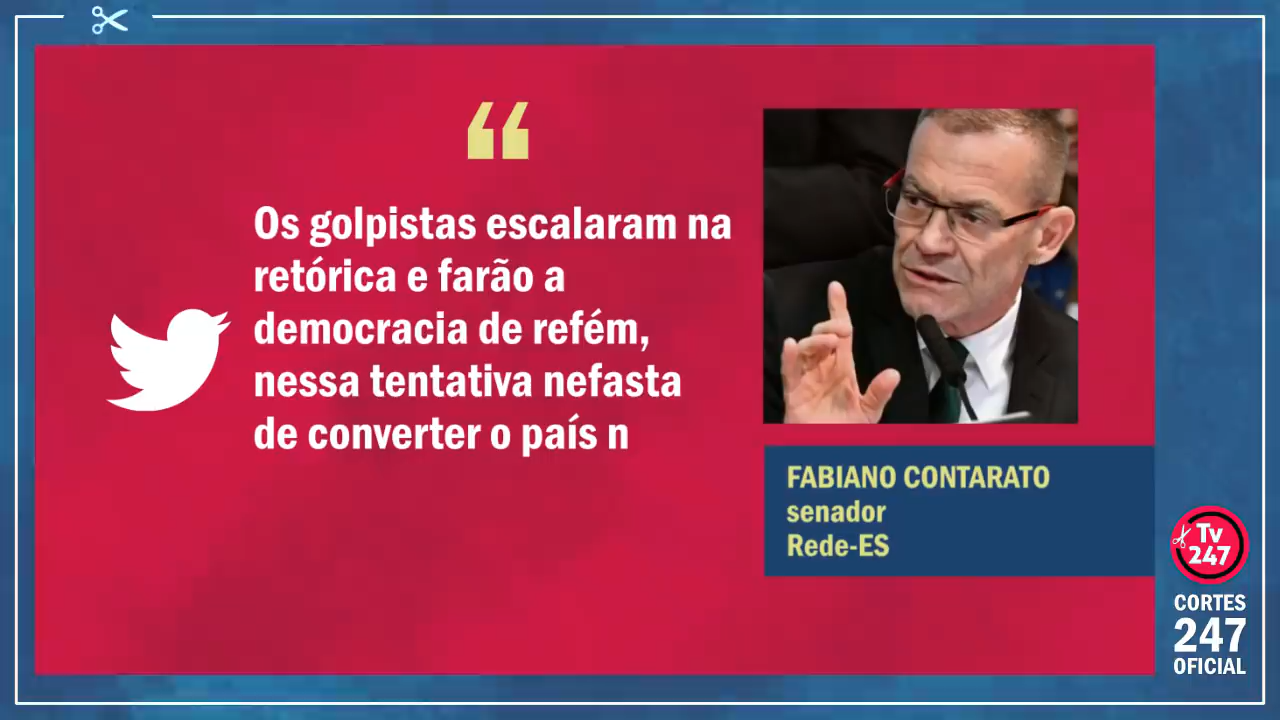 “
Os golpistas escalaram na
retórica e farão a
democracia de refém,
nessa tentativa nefasta
de converter o país n
FABIANO CONTARATO
senador
Rede-ES
Tv
247
CORTES
247
OFICIAL